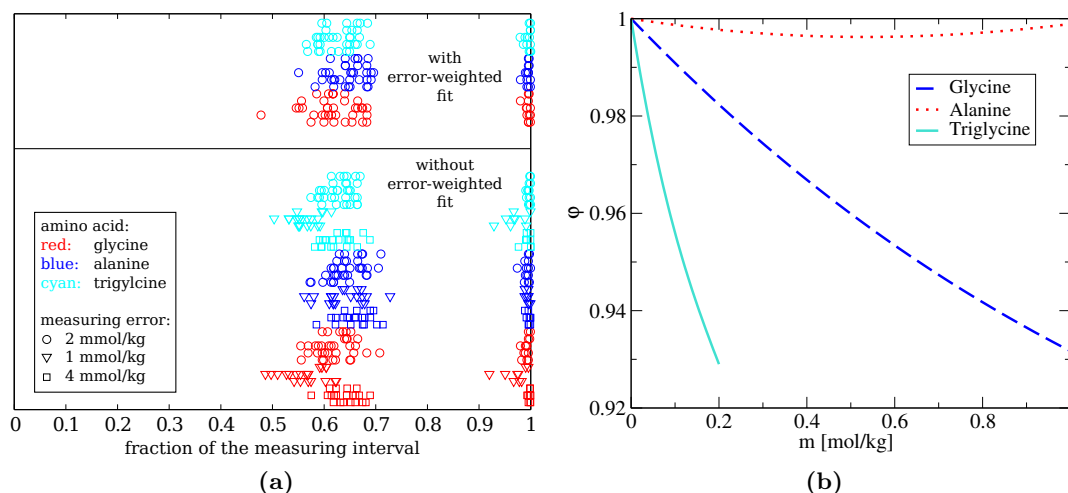 with
error-weighted
fit
without
error-weighted
fit
amino acid:
red: glycine
blue: alanine
cyan: trigylcine
measuring error:
2 mmol/kg
1 mmol/kg
4 mmol/kg
0 0.1 0.2 0.3 0.4 0.5 0.6 0.7 0.8 0.9 1
fraction of the measuring interval
(a)
1
0.98
0.96
0.94
0.92
φ
Glycine
Alanine
Triglycine
0 0.2 0.4 0.6 0.8
m [mol/kg]
(b)